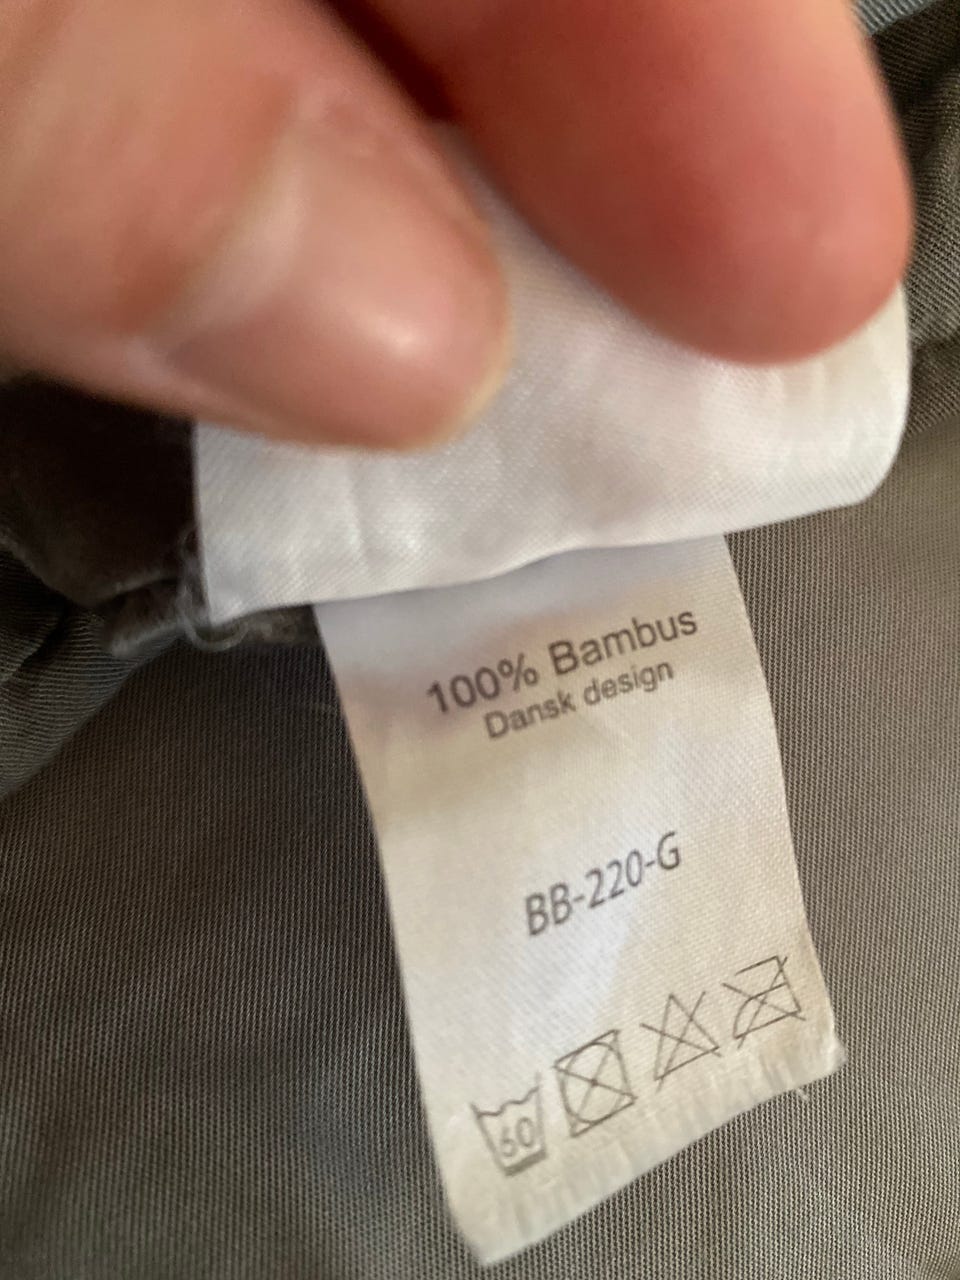 100% Bambus
Dansk design
BB-220-G
60